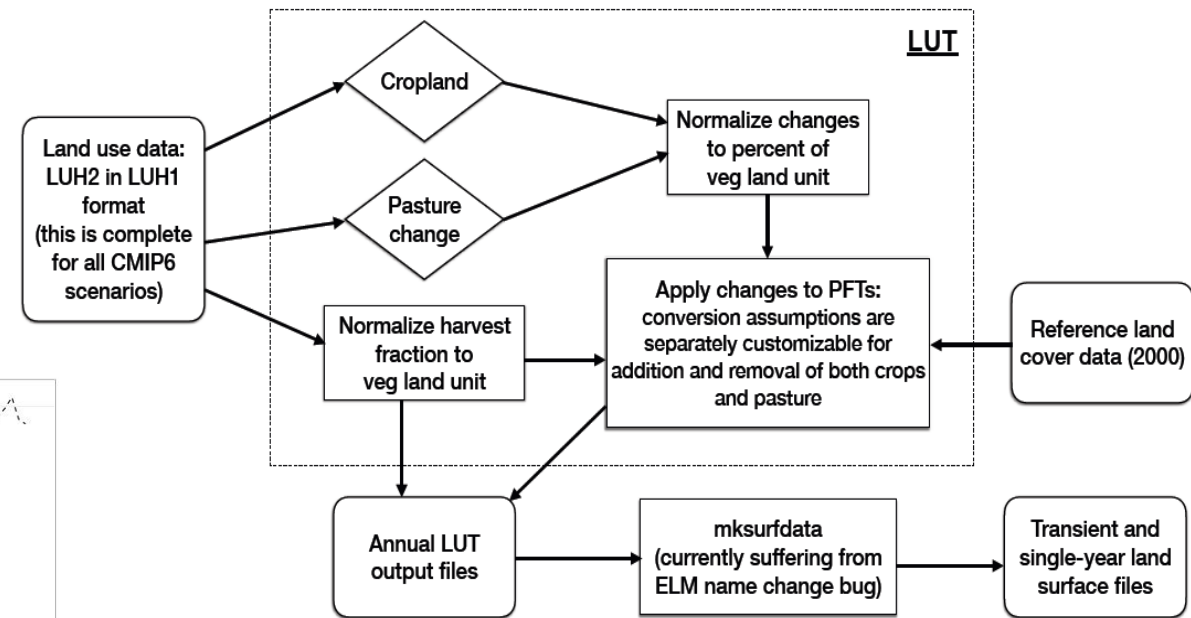 LUT
Cropland
Land use data:
LUH2 in LUH1
format
(this is complete
for all CMIP6
scenarios)
Pasture
change
Normalize changes
to percent of
veg land unit
Normalize harvest
fraction to
veg land unit
Apply changes to PFTs:
conversion assumptions are
separately customizable for
addition and removal of both crops
and pasture
Reference land
cover data (2000)
Annual LUT
output files
mksurfdata
(currently suffering from
ELM name change bug)
Transient and
single-year land
surface files